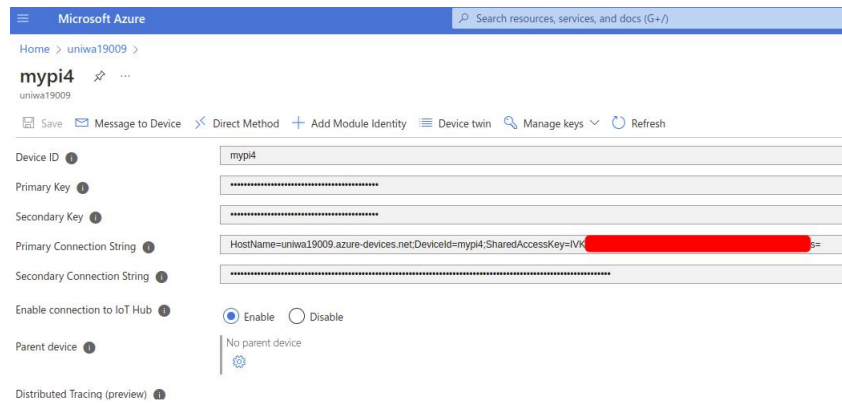 Microsoft Azure
Search resources, services, and docs (G+/)
Home > uniwa19009 >
mypi4
uniwa19009
Save Message to Device Direct Method Add Module Identity Device twin Manage keys Refresh
Device ID mypi4
Primary Key
Secondary Key
Primary Connection String HostName=uniwa19009.azure-devices.net;DeviceId=mypi4;SharedAccessKey=IVK s=
Secondary Connection String
Enable connection to IoT Hub Enable Disable
Parent device No parent device
Distributed Tracing (preview)